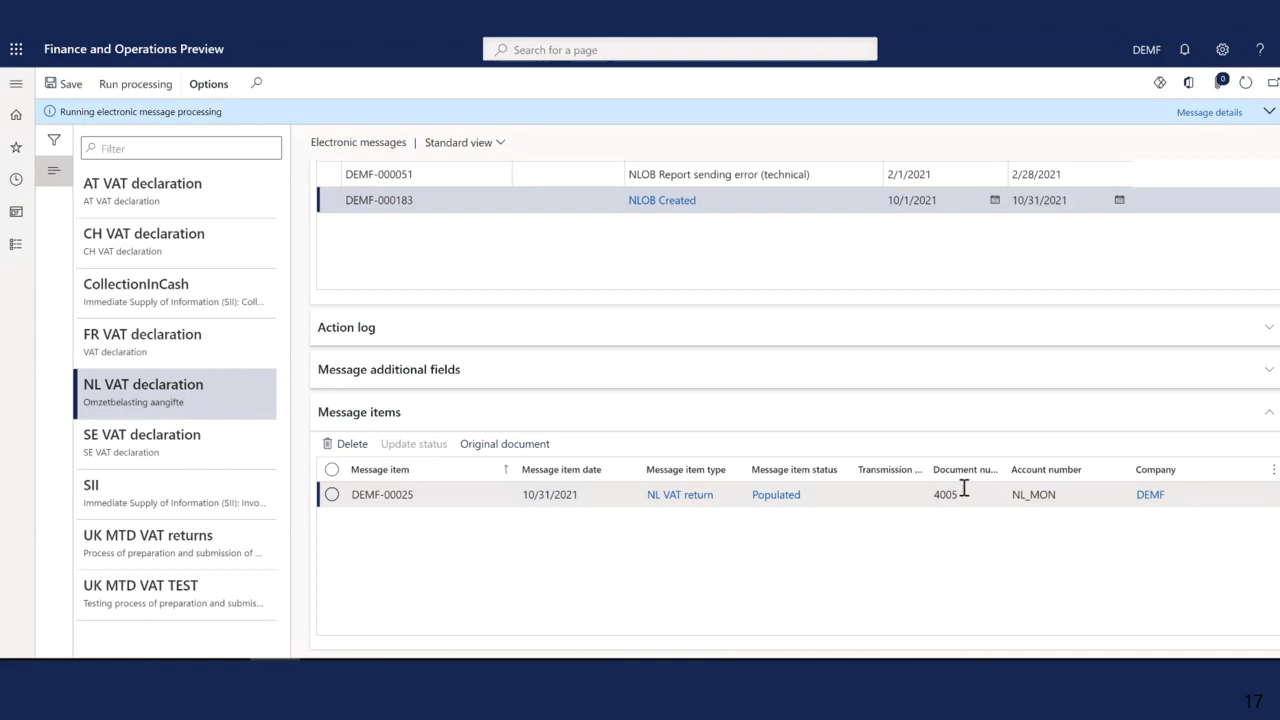 Finance and Operations Preview
Search for a page
DEMF
?
Save
Run processing
Options
0
Running electronic message processing
Message details
Filter
AT VAT declaration
AT VAT declaration
CH VAT declaration
CH VAT declaration
CollectionInCash
Immediate Supply of Information (SII): Coll...
FR VAT declaration
VAT declaration
NL VAT declaration
Omzetbelasting aangifte
SE VAT declaration
SE VAT declaration
SII
Immediate Supply of Information (SII): Invo...
UK MTD VAT returns
Process of preparation and submission of ...
UK MTD VAT TEST
Testing process of preparation and submis...
Electronic messages | Standard view
DEMF-000051 NLOB Report sending error (technical) 2/1/2021 2/28/2021
DEMF-000183 NLOB Created 10/1/2021 10/31/2021
Action log
Message additional fields
Message items
Delete Update status Original document
Message item Message item date Message item type Message item status Transmission ... Document nu... Account number Company
DEMF-00025 10/31/2021 NL VAT return Populated 4005 NL_MON DEMF
17